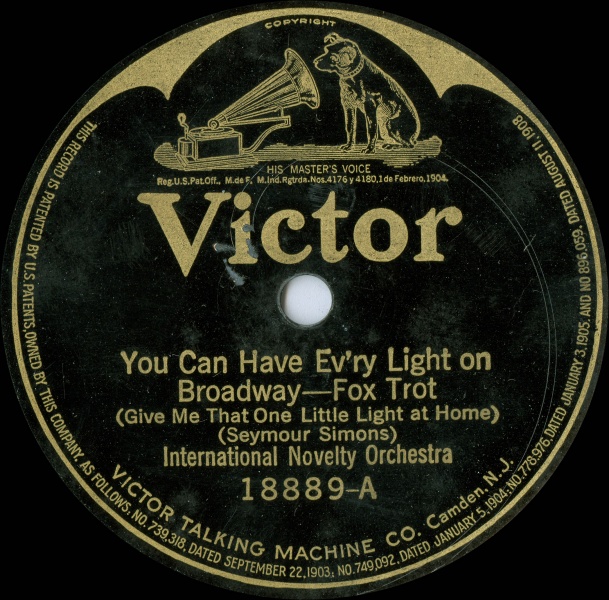 COPYRIGHT
HIS MASTER'S VOICE
Reg.U.S.Pat.Off., M.de F. M.Ind.Rgtrda.Nos.4176 y 4180,1 de Febrero,1904.
Victor
You Can Have Ev'ry Light on
Broadway—Fox Trot
(Give Me That One Little Light at Home)
(Seymour Simons)
International Novelty Orchestra
18889-A
VICTOR TALKING MACHINE CO. Camden, N.J.
THIS RECORD IS PATENTED BY U.S. PATENTS, OWNED BY THIS COMPANY, AS FOLLOWS, NO. 739,318, DATED SEPTEMBER 22, 1903; NO. 749,092, DATED JANUARY 5, 1904; NO. 778,976, DATED JANUARY 3, 1905, AND NO 896,059, DATED AUGUST 11, 1908